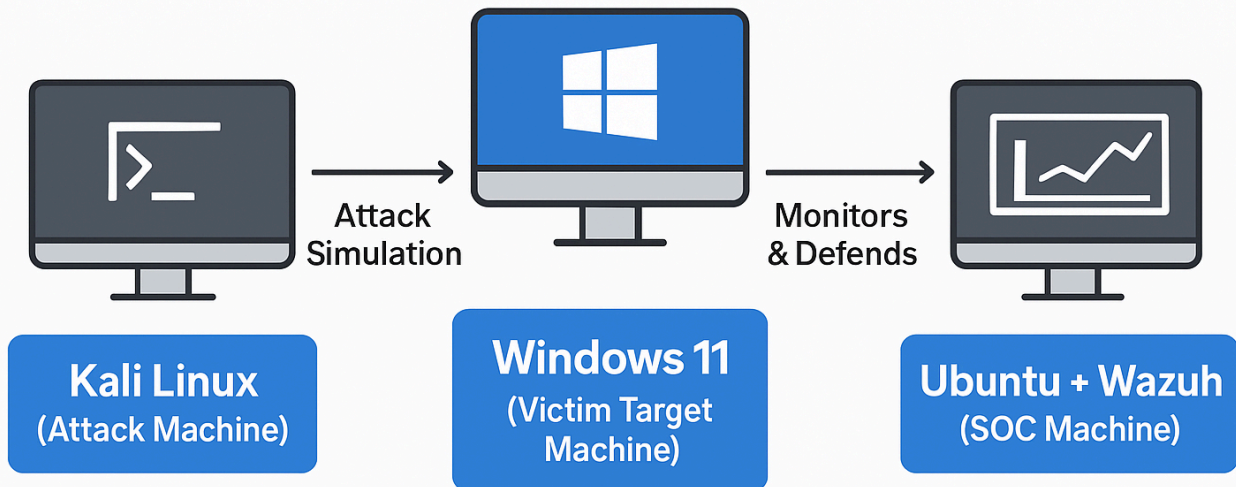 Attack
Simulation
Monitors
& Defends
Kali Linux
(Attack Machine)
Windows 11
(Victim Target
Machine)
Ubuntu + Wazuh
(SOC Machine)